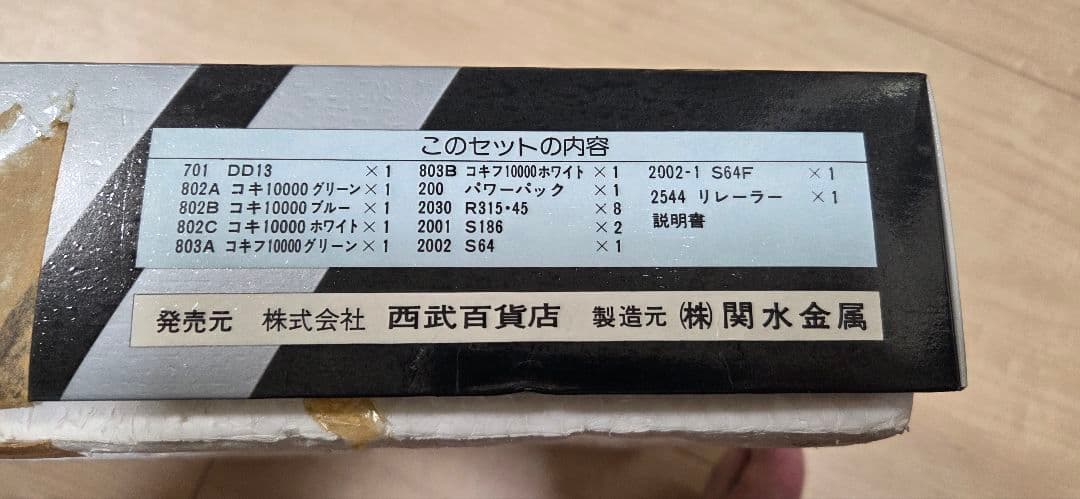 このセットの内容
701 DD13 ×1
802A コキ10000グリーン×1
802B コキ10000ブルー×1
802C コキ10000ホワイト×1
803A コキフ10000グリーン×1
803B コキフ10000ホワイト×1
200 パワーパック ×1
2030 R315・45 ×8
2001 S186 ×2
2002 S64 ×1
2002-1 S64F ×1
2544 リレーラー ×1
説明書
発売元 株式会社 西武百貨店 製造元 ㈱関水金属